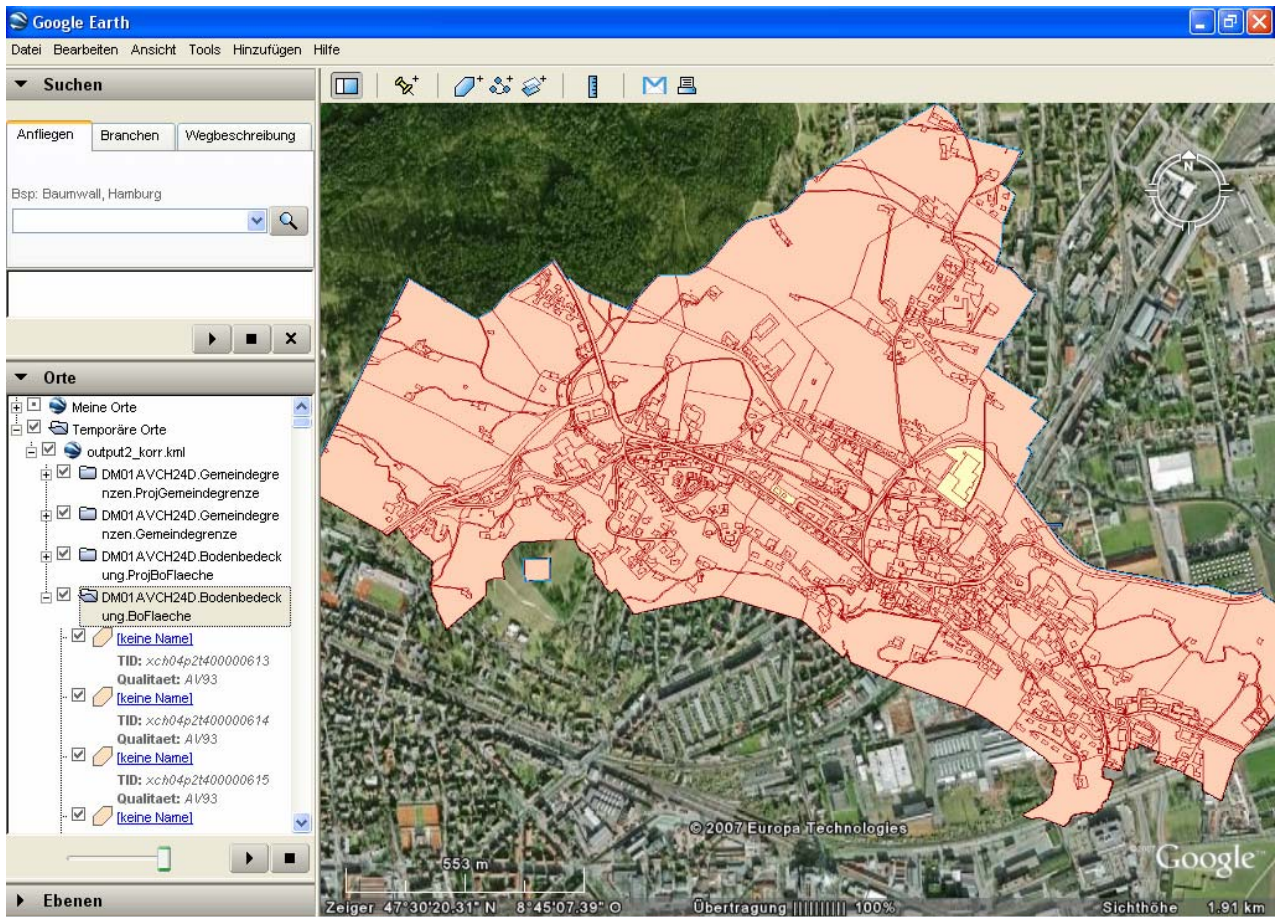 Google Earth
Datei Bearbeiten Ansicht Tools Hinzufügen Hilfe
Suchen
Anfliegen Branchen Wegbeschreibung
Bsp: Baumwall, Hamburg
Orte
Meine Orte
Temporäre Orte
output2_korr.kml
DM01AVCH24D.Gemeindegre
nzen.ProjGemeindegrenze
DM01AVCH24D.Gemeindegre
nzen.Gemeindegrenze
DM01AVCH24D.Bodenbedeck
ung.ProjBoFlaeche
DM01AVCH24D.Bodenbedeck
ung.BoFlaeche
[keine Name]
TID: xch04p2t400000613
Qualitaet: AV93
[keine Name]
TID: xch04p2t400000614
Qualitaet: AV93
[keine Name]
TID: xch04p2t400000615
Qualitaet: AV93
[keine Name]
Ebenen
N
© 2007 Europa Technologies
553 m
©2007 Google™
Zeiger 47°30'20.31" N 8°45'07.39" O Übertragung 100% Sichthöhe 1.91 km